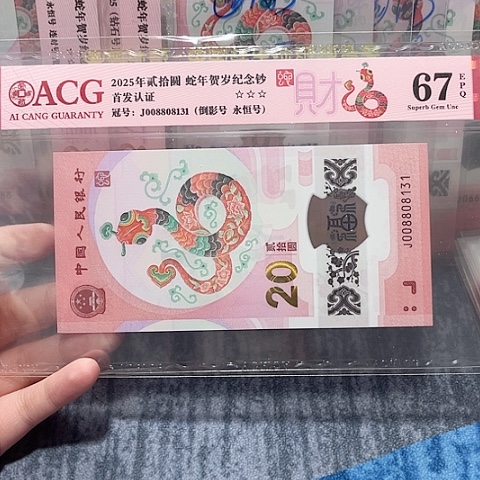 ACG
AI CANG GUARANTY
2025年贰拾圆 蛇年贺岁纪念钞
首发认证 ☆☆☆
冠号: J008808131 (倒影号 永恒号)
財
67 EPQ
Superb Gem Unc
中国人民银行
贰拾圆
20
福
J008808131